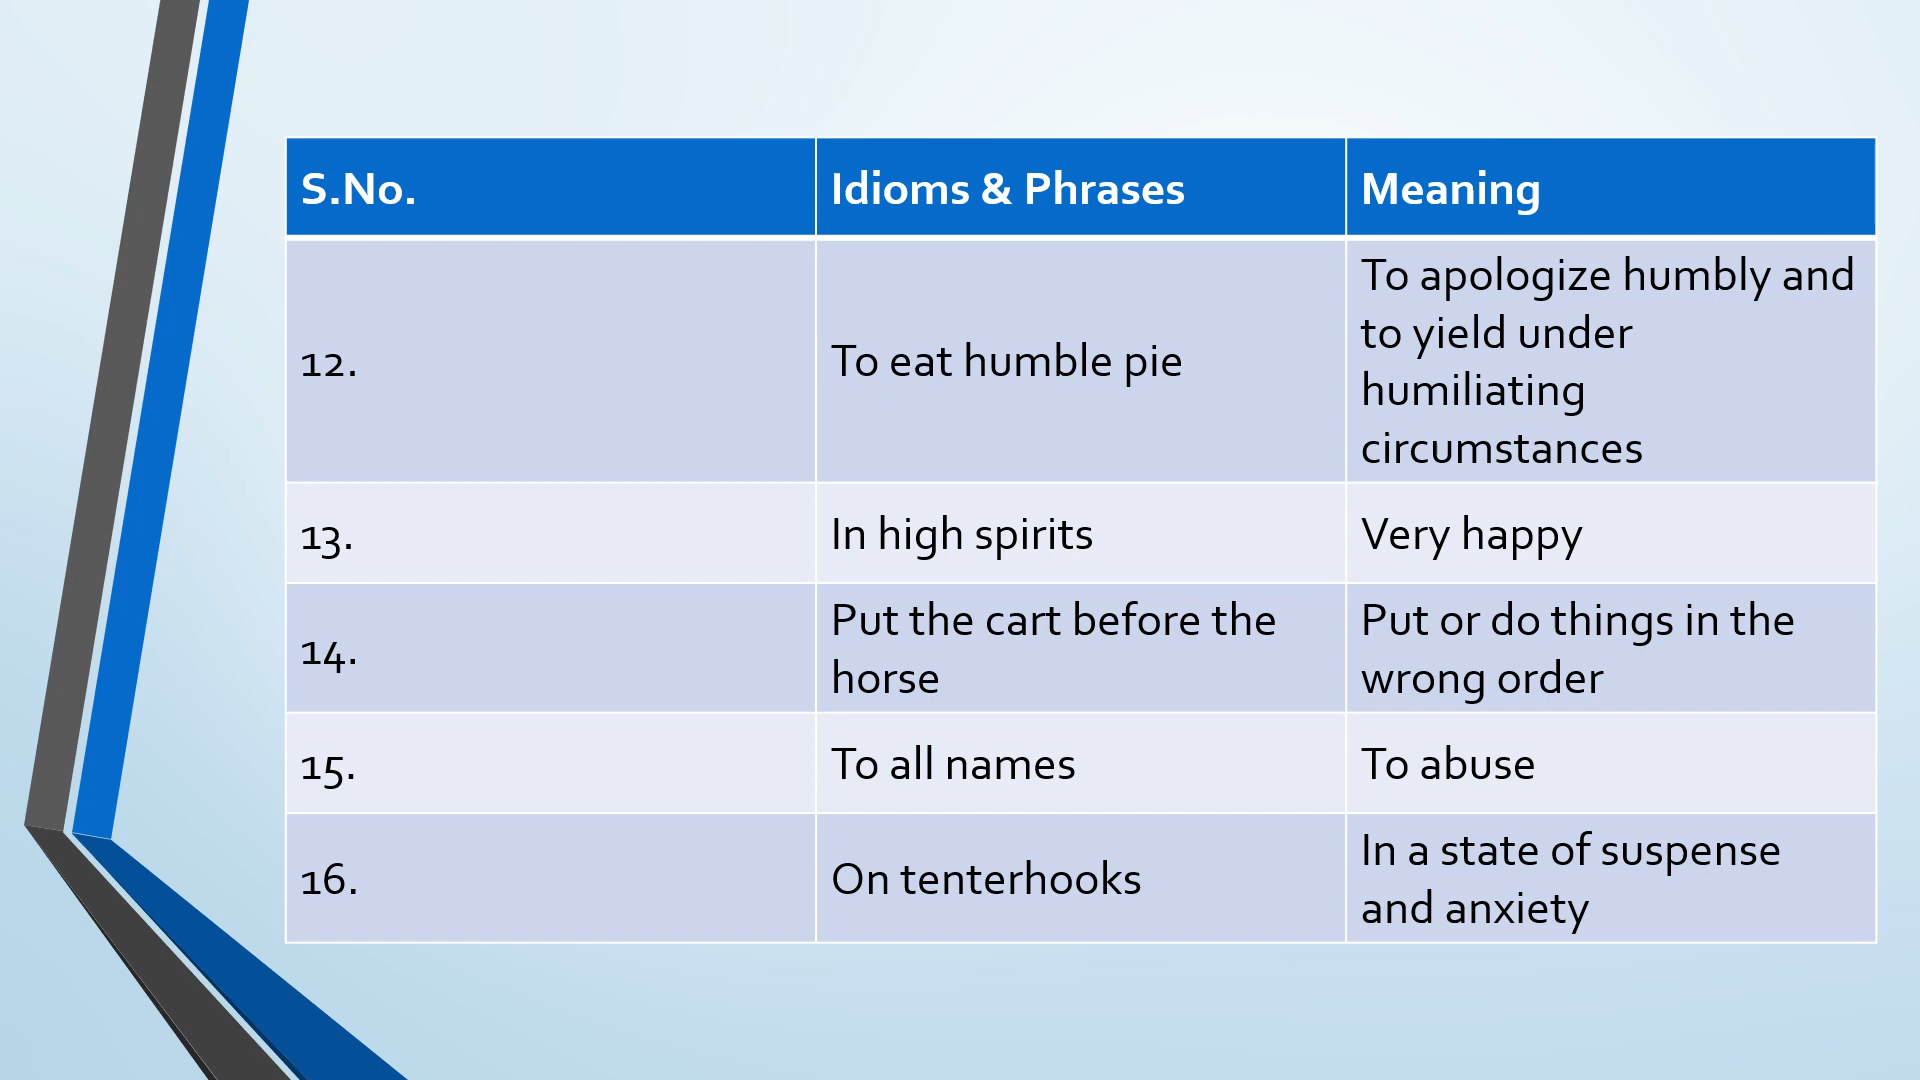 S.No. Idioms & Phrases Meaning
12. To eat humble pie To apologize humbly and
to yield under
humiliating
circumstances
13. In high spirits Very happy
14. Put the cart before the
horse
Put or do things in the
wrong order
15. To all names To abuse
16. On tenterhooks In a state of suspense
and anxiety